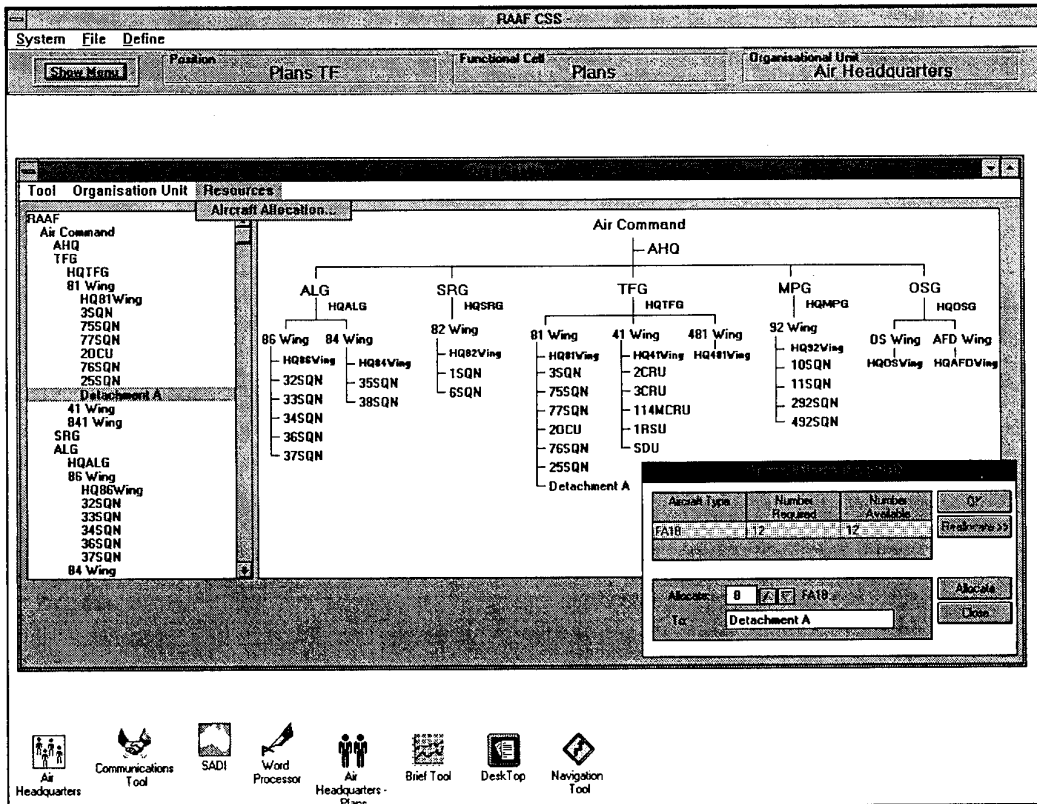 RAAF CSS -
System File Define
Show Menu
Position
Plans TF
Functional Cell
Plans
Organisational Unit
Air Headquarters
Tool Organisation Unit Resources
Aircraft Allocation...
RAAF
Air Command
AHQ
TFG
HQTFG
81 Wing
HQ81Wing
3SQN
75SQN
77SQN
2OCU
76SQN
25SQN
Detachment A
41 Wing
841 Wing
SRG
ALG
HQALG
86 Wing
HQ86Wing
32SQN
33SQN
34SQN
36SQN
37SQN
84 Wing
Air Command
AHQ
ALG SRG TFG MPG OSG
HQALG HQSRG HQTFG HQMPG HQOSG
86 Wing 84 Wing
HQ86Wing
32SQN
33SQN
34SQN
36SQN
37SQN
HQ84Wing
35SQN
38SQN
82 Wing
HQ82Wing
1SQN
6SQN
81 Wing 41 Wing 481 Wing
HQ81Wing
3SQN
75SQN
77SQN
2OCU
76SQN
25SQN
Detachment A
HQ41Wing
2CRU
3CRU
114MCRU
1RSU
SDU
HQ481Wing
92 Wing
HQ92Wing
10SQN
11SQN
292SQN
492SQN
OS Wing AFD Wing
HQOSWing HQAFDWing
Aircraft Type Number Required Number Available
FA18 12 12
OK
Reallocate >>
Allocate: 8 FA18
To: Detachment A
Allocate
Close
Air Headquarters
Communications Tool
SADI
Word Processor
Air Headquarters - Plans
Brief Tool
DeskTop
Navigation Tool